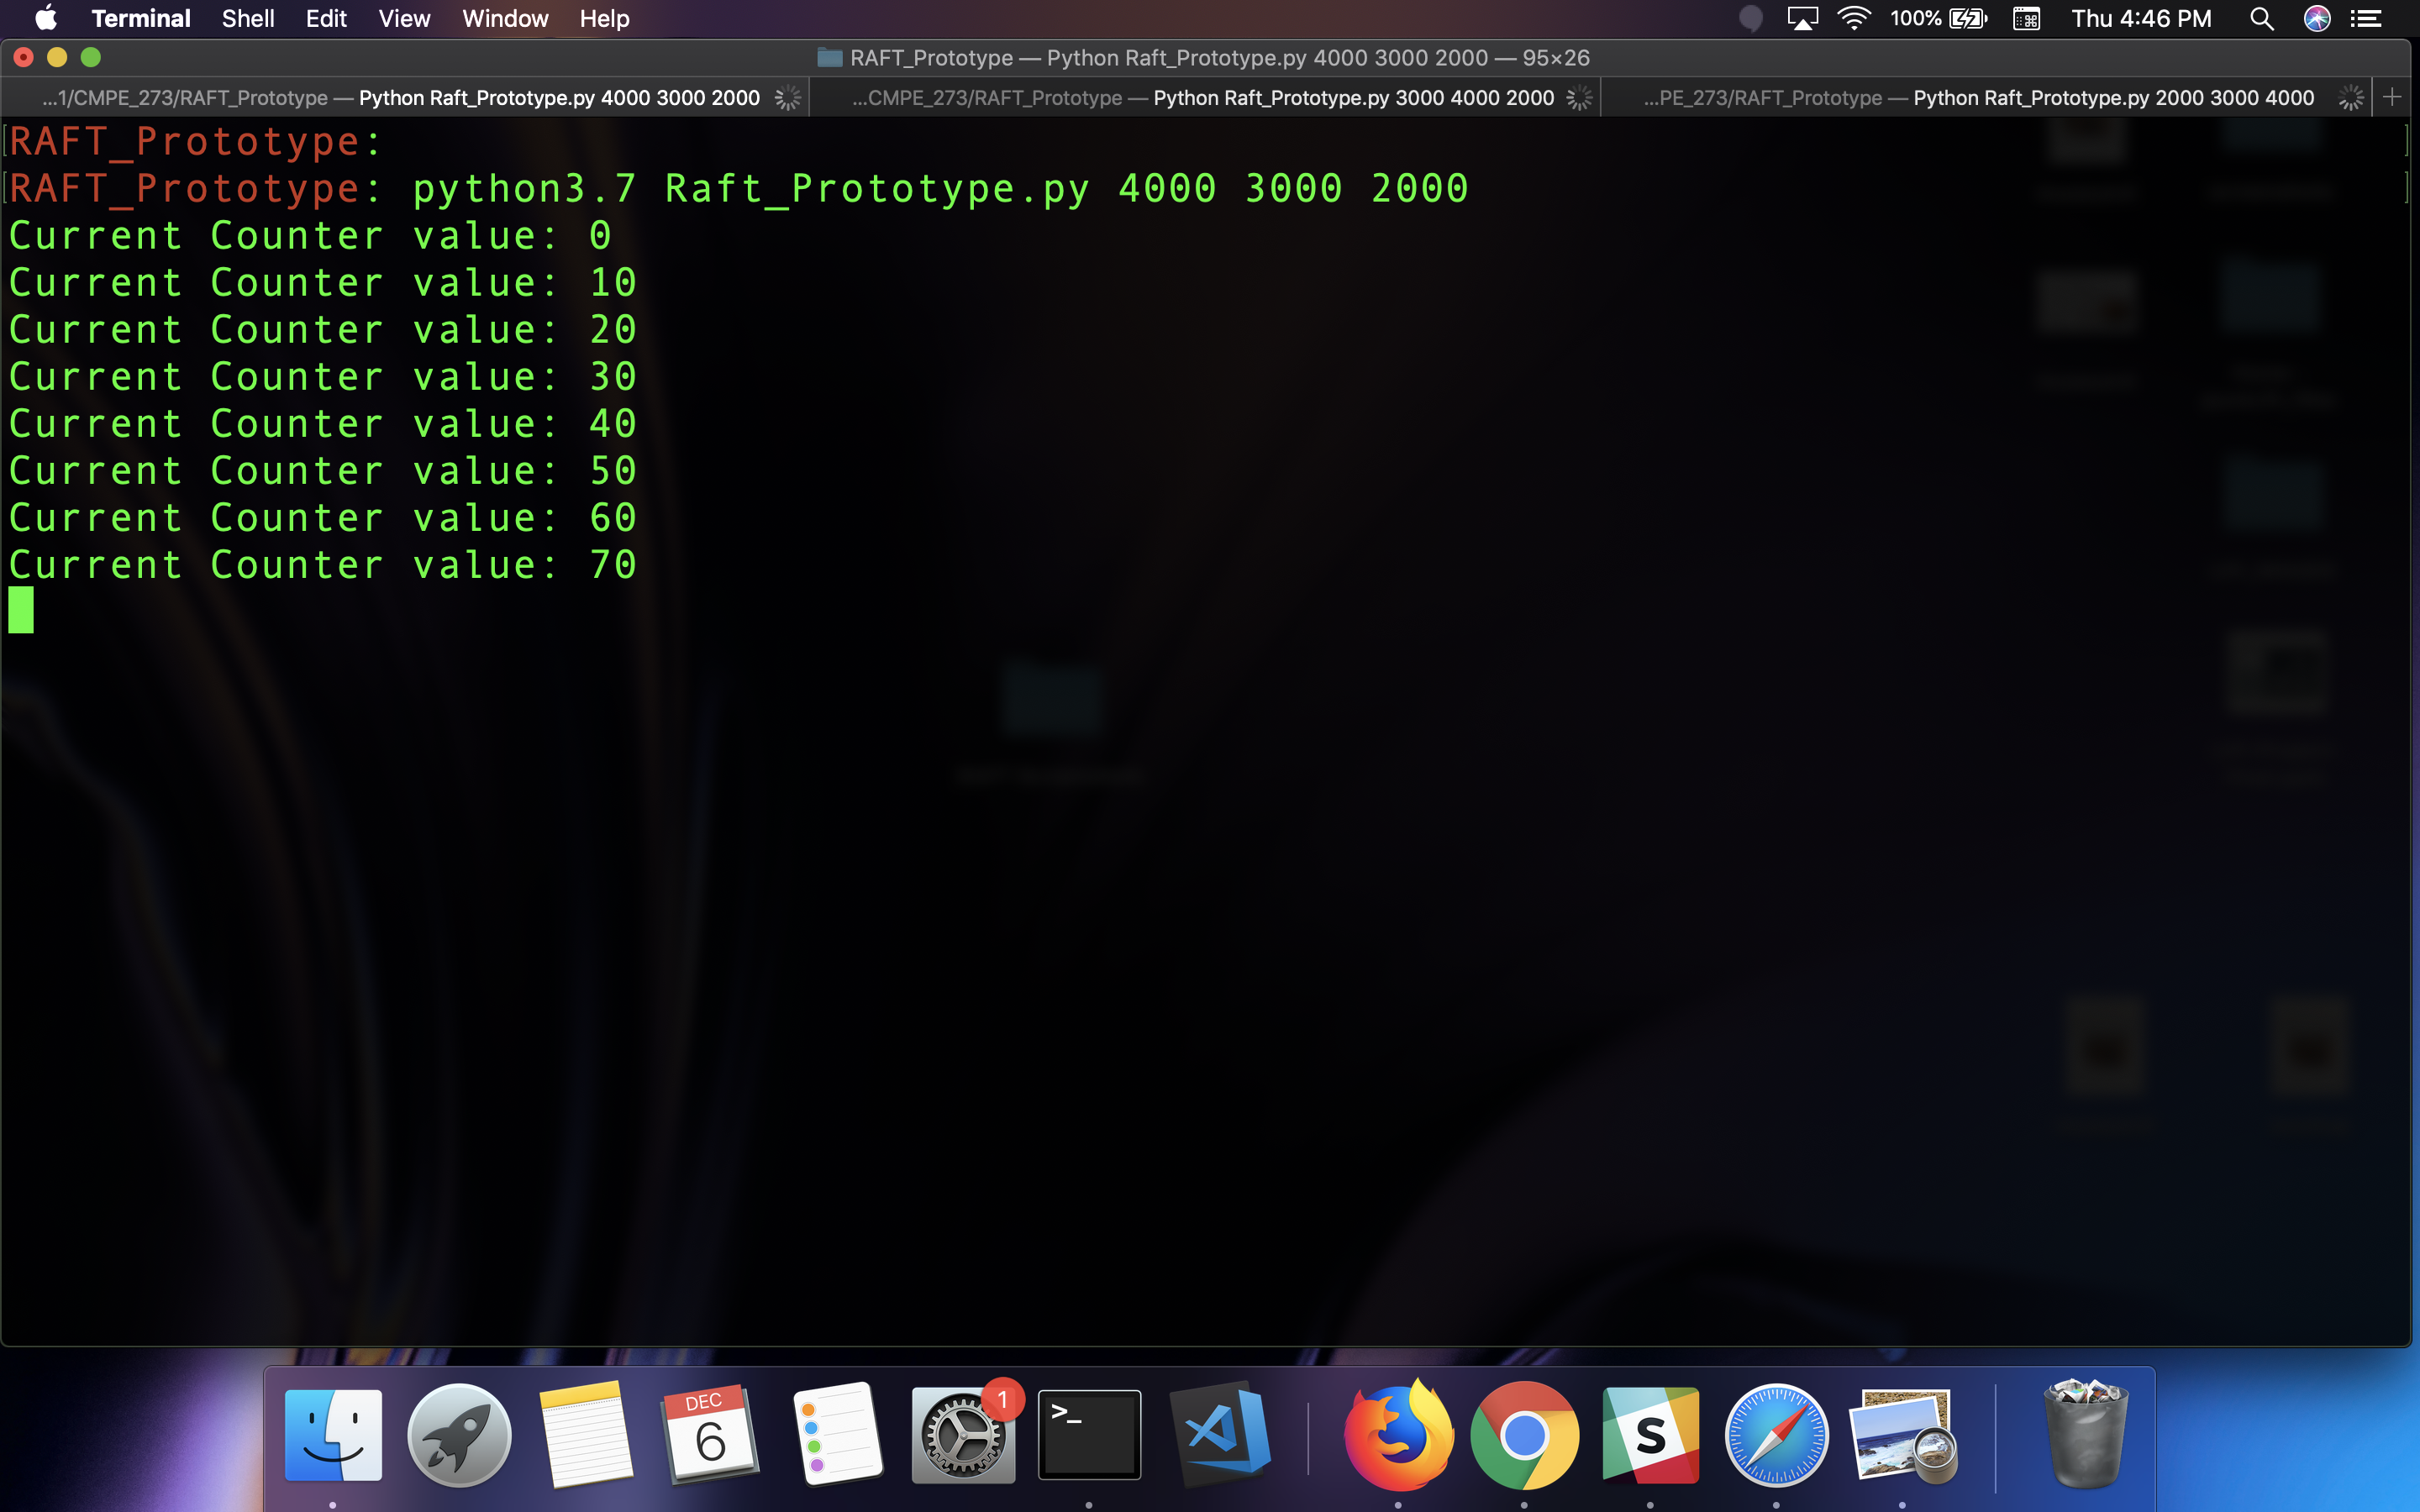 Terminal Shell Edit View Window Help 100% Thu 4:46 PM
RAFT_Prototype — Python Raft_Prototype.py 4000 3000 2000 — 95×26
...1/CMPE_273/RAFT_Prototype — Python Raft_Prototype.py 4000 3000 2000 ...CMPE_273/RAFT_Prototype — Python Raft_Prototype.py 3000 4000 2000 ...PE_273/RAFT_Prototype — Python Raft_Prototype.py 2000 3000 4000
RAFT_Prototype:
RAFT_Prototype: python3.7 Raft_Prototype.py 4000 3000 2000
Current Counter value: 0
Current Counter value: 10
Current Counter value: 20
Current Counter value: 30
Current Counter value: 40
Current Counter value: 50
Current Counter value: 60
Current Counter value: 70
DEC
6
1
>_
S